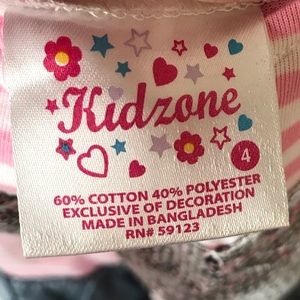 Kidzone
4
60% COTTON 40% POLYESTER
EXCLUSIVE OF DECORATION
MADE IN BANGLADESH
RN# 59123